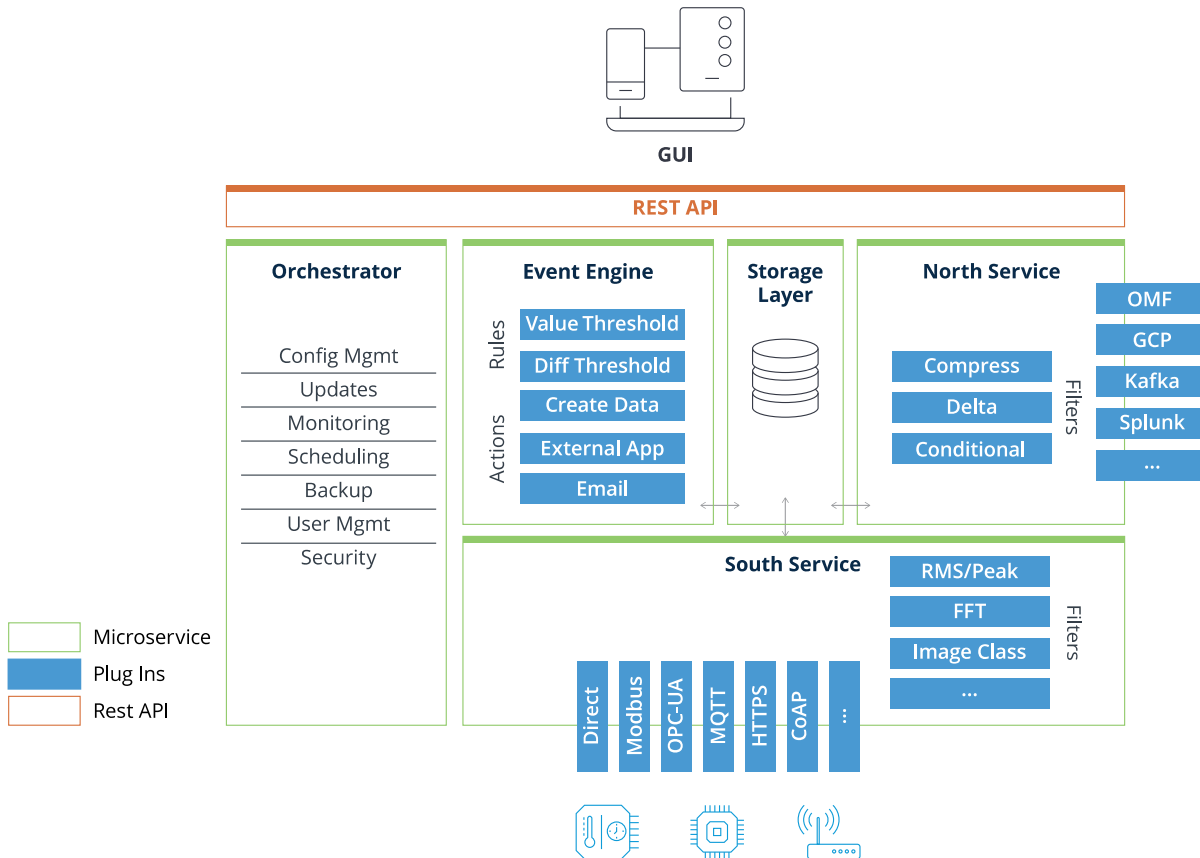 GUI
REST API
Orchestrator
Config Mgmt
Updates
Monitoring
Scheduling
Backup
User Mgmt
Security
Event Engine
Rules
Value Threshold
Diff Threshold
Actions
Create Data
External App
Email
Storage
Layer
North Service
Compress
Delta
Conditional
Filters
OMF
GCP
Kafka
Splunk
...
South Service
RMS/Peak
FFT
Image Class
...
Filters
Direct
Modbus
OPC-UA
MQTT
HTTPS
CoAP
...
Microservice
Plug Ins
Rest API